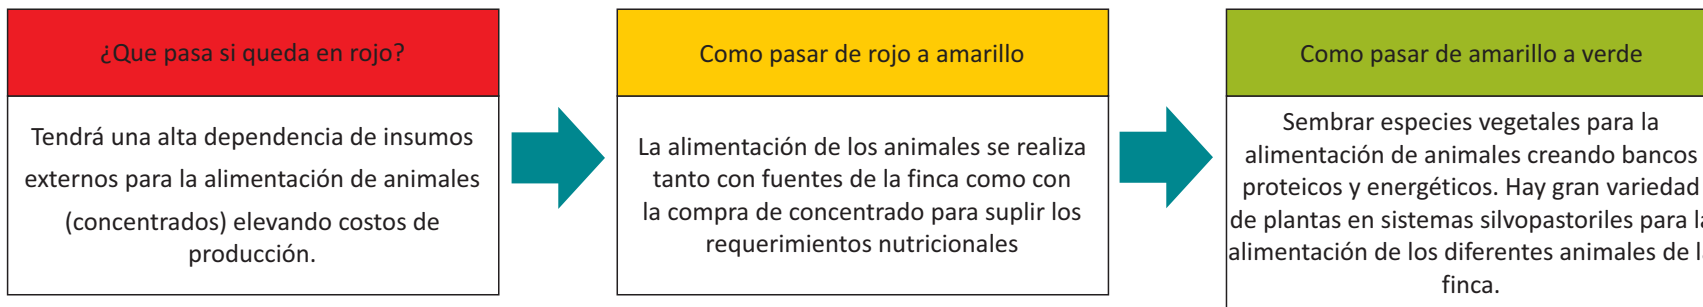 ¿Que pasa si queda en rojo?
Tendrá una alta dependencia de insumos
externos para la alimentación de animales
(concentrados) elevando costos de
producción.
Como pasar de rojo a amarillo
La alimentación de los animales se realiza
tanto con fuentes de la finca como con
la compra de concentrado para suplir los
requerimientos nutricionales
Como pasar de amarillo a verde
Sembrar especies vegetales para la
alimentación de animales creando bancos
proteicos y energéticos. Hay gran variedad
de plantas en sistemas silvopastoriles para la
alimentación de los diferentes animales de
finca.